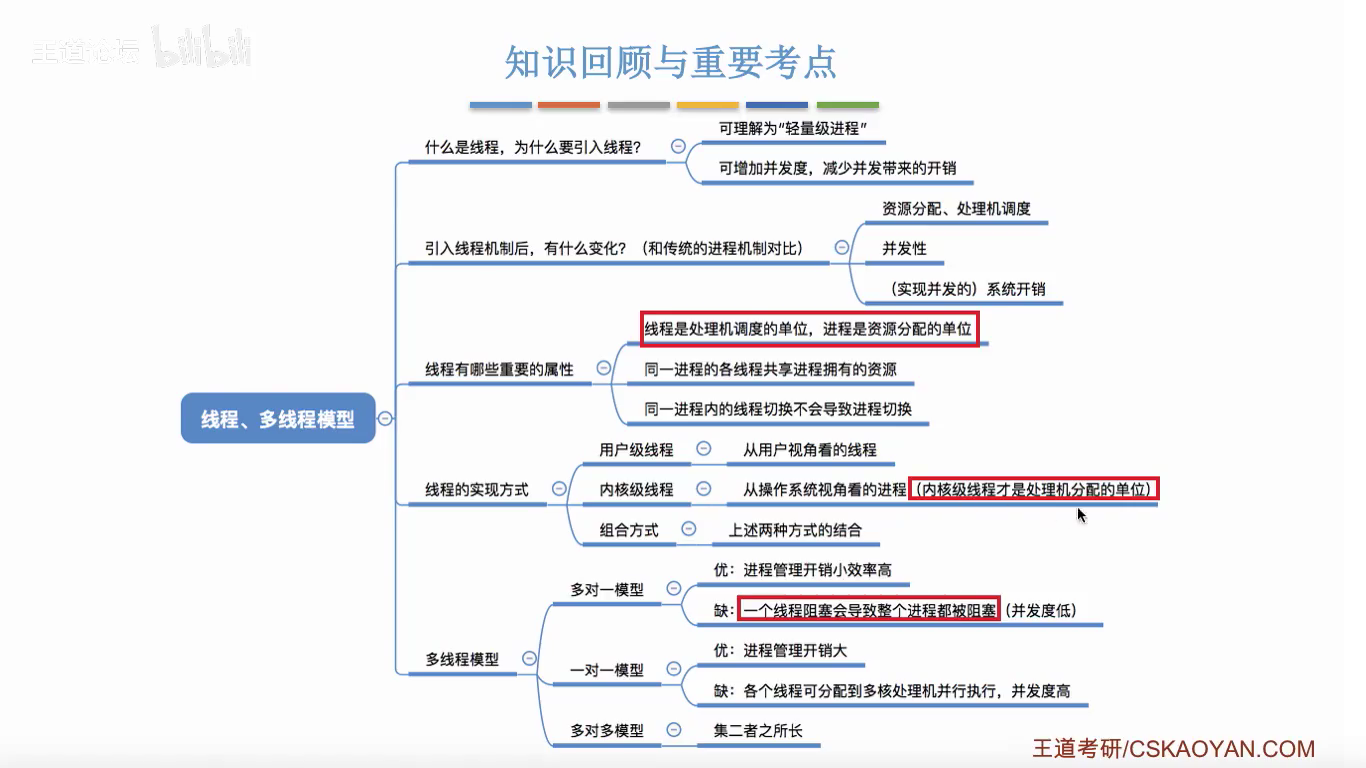 王道论坛 bilibili
知识回顾与重要考点
什么是线程，为什么要引入线程？
可理解为“轻量级进程”
可增加并发度，减少并发带来的开销
引入线程机制后，有什么变化？（和传统的进程机制对比）
资源分配、处理机调度
并发性
（实现并发的）系统开销
线程有哪些重要的属性
线程是处理机调度的单位，进程是资源分配的单位
同一进程的各线程共享进程拥有的资源
同一进程内的线程切换不会导致进程切换
线程、多线程模型
线程的实现方式
用户级线程
从用户视角看的线程
内核级线程
从操作系统视角看的进程（内核级线程才是处理机分配的单位）
组合方式
上述两种方式的结合
多线程模型
多对一模型
优：进程管理开销小效率高
缺：一个线程阻塞会导致整个进程都被阻塞（并发度低）
一对一模型
优：进程管理开销大
缺：各个线程可分配到多核处理机并行执行，并发度高
多对多模型
集二者之所长
王道考研/CSKAOYAN.COM